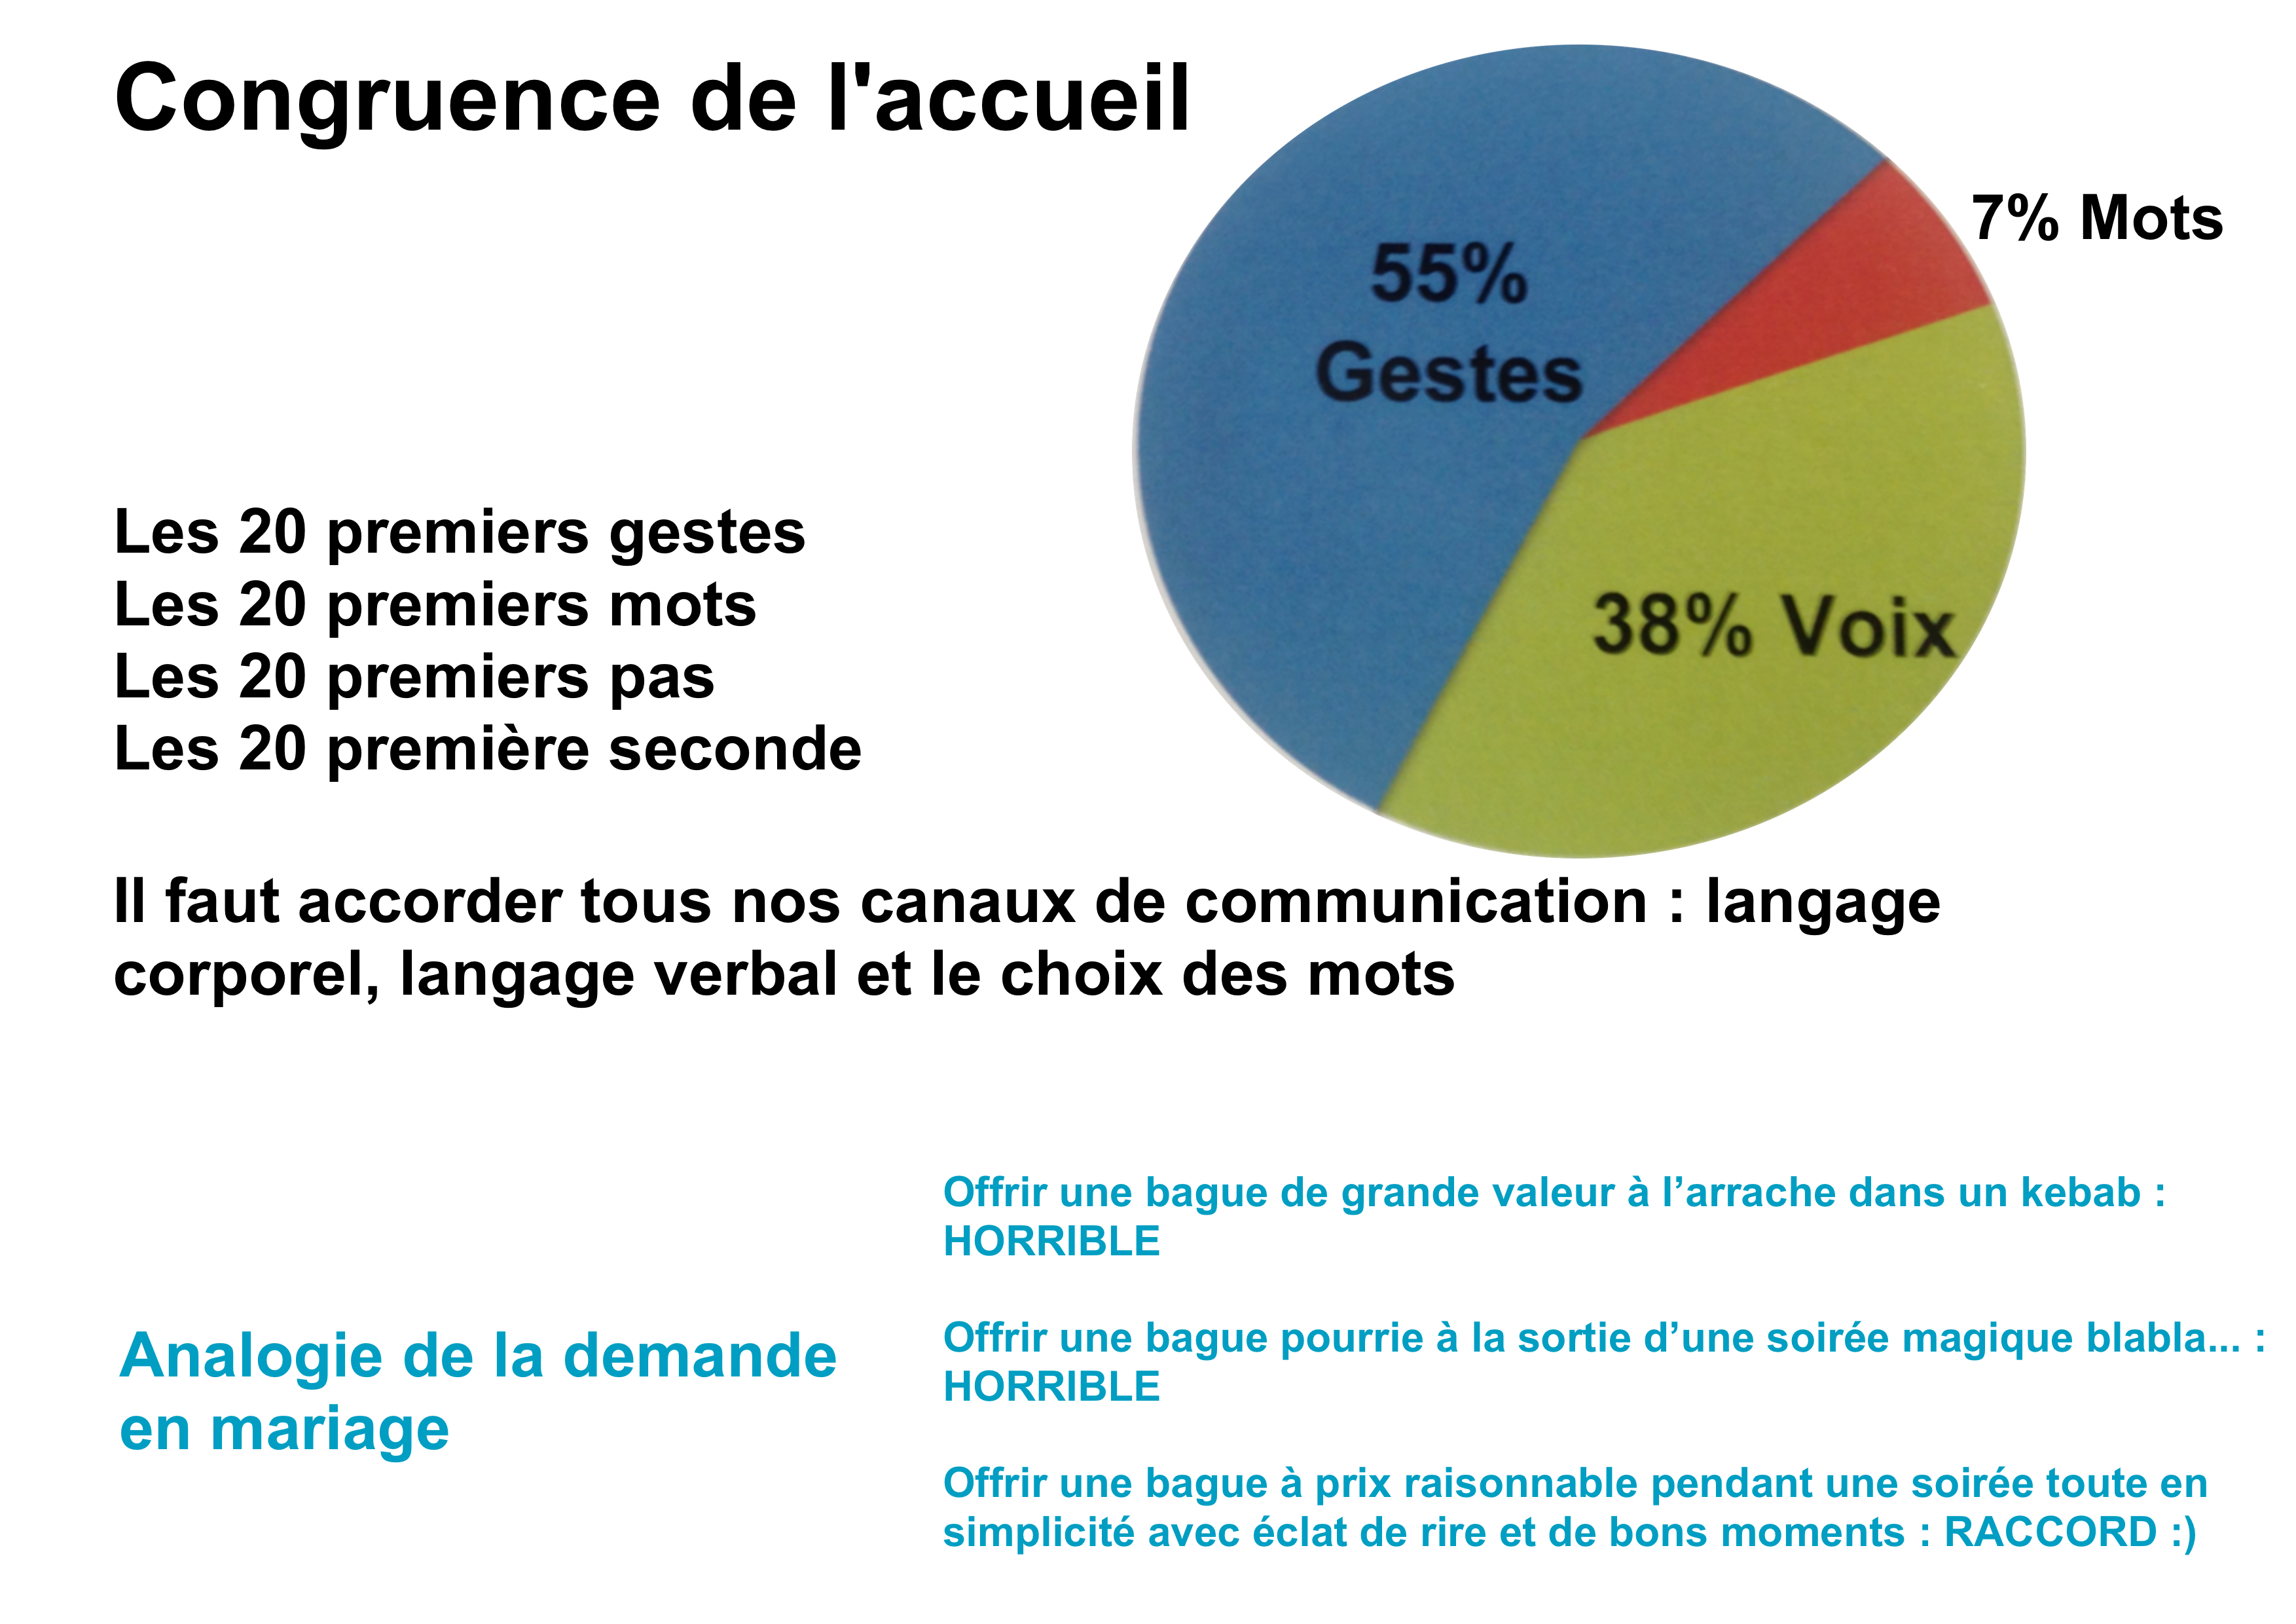 Congruence de l'accueil
7% Mots
55%
Gestes
38% Voix
Les 20 premiers gestes
Les 20 premiers mots
Les 20 premiers pas
Les 20 première seconde
Il faut accorder tous nos canaux de communication : langage
corporel, langage verbal et le choix des mots
Analogie de la demande
en mariage
Offrir une bague de grande valeur à l’arrache dans un kebab :
HORRIBLE
Offrir une bague pourrie à la sortie d’une soirée magique blabla... :
HORRIBLE
Offrir une bague à prix raisonnable pendant une soirée toute en
simplicité avec éclat de rire et de bons moments : RACCORD :)